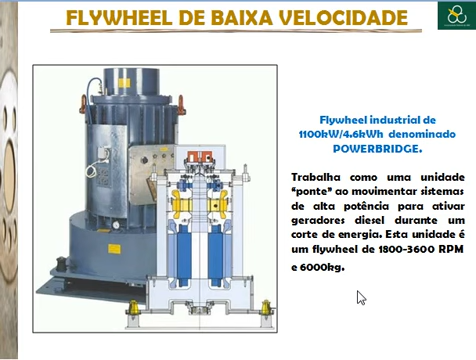 FLYWHEEL DE BAIXA VELOCIDADE
Flywheel industrial de
1100kW/4.6kWh denominado
POWERBRIDGE.
Trabalha como uma unidade
"ponte" ao movimentar sistemas
de alta potência para ativar
geradores diesel durante um
corte de energia. Esta unidade é
um flywheel de 1800-3600 RPM
e 6000kg.